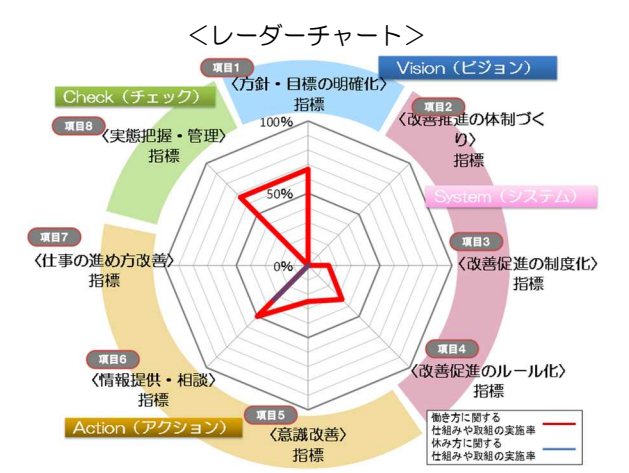 ＜レーダーチャート＞
項目1
Vision（ビジョン）
〈方針・目標の明確化〉
指標
Check（チェック）
項目2
〈改善推進の体制づく
り〉
指標
100%
項目8
〈実態把握・管理〉
指標
50%
System（システム）
項目7
〈仕事の進め方改善〉
指標
0%
項目3
〈改善促進の制度化〉
指標
項目6
〈情報提供・相談〉
指標
項目4
〈改善促進のルール化〉
指標
Action（アクション）
項目5
〈意識改善〉
指標
働き方に関する
仕組みや取組の実施率
休み方に関する
仕組みや取組の実施率